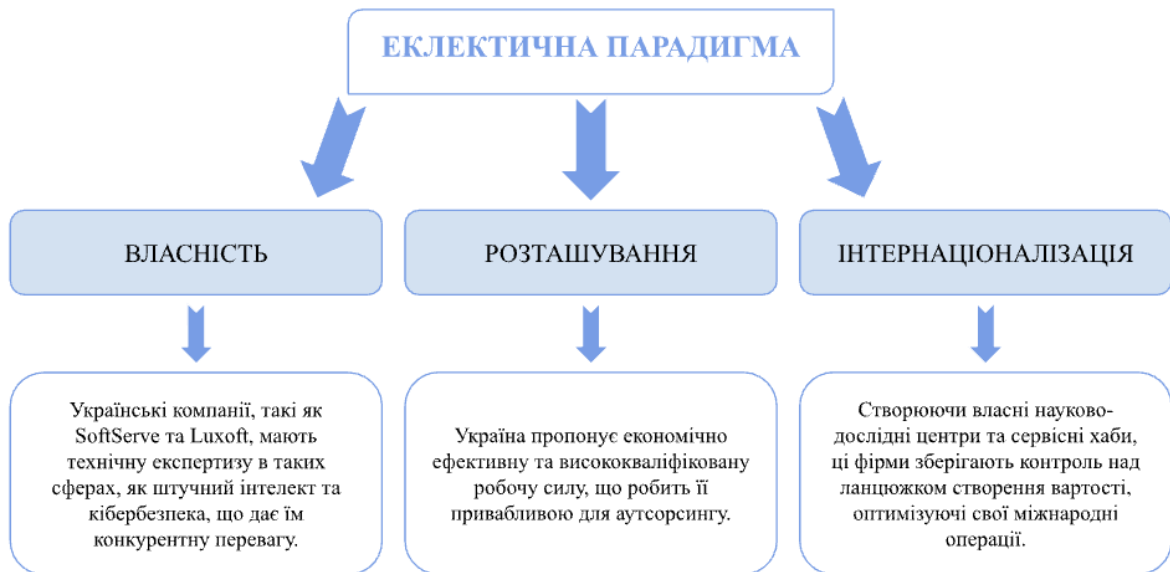 ЕКЛЕКТИЧНА ПАРАДИГМА
ВЛАСНІСТЬ
РОЗТАШУВАННЯ
ІНТЕРНАЦІОНАЛІЗАЦІЯ
Українські компанії, такі як
SoftServe та Luxoft, мають
технічну експертизу в таких
сферах, як штучний інтелект та
кібербезпека, що дає їм
конкурентну перевагу.
Україна пропонує економічно
ефективну та висококваліфіковану
робочу силу, що робить її
привабливою для аутсорсингу.
Створюючи власні науково-
дослідні центри та сервісні хаби,
ці фірми зберігають контроль над
ланцюжком створення вартості,
оптимізуючі свої міжнародні
операції.